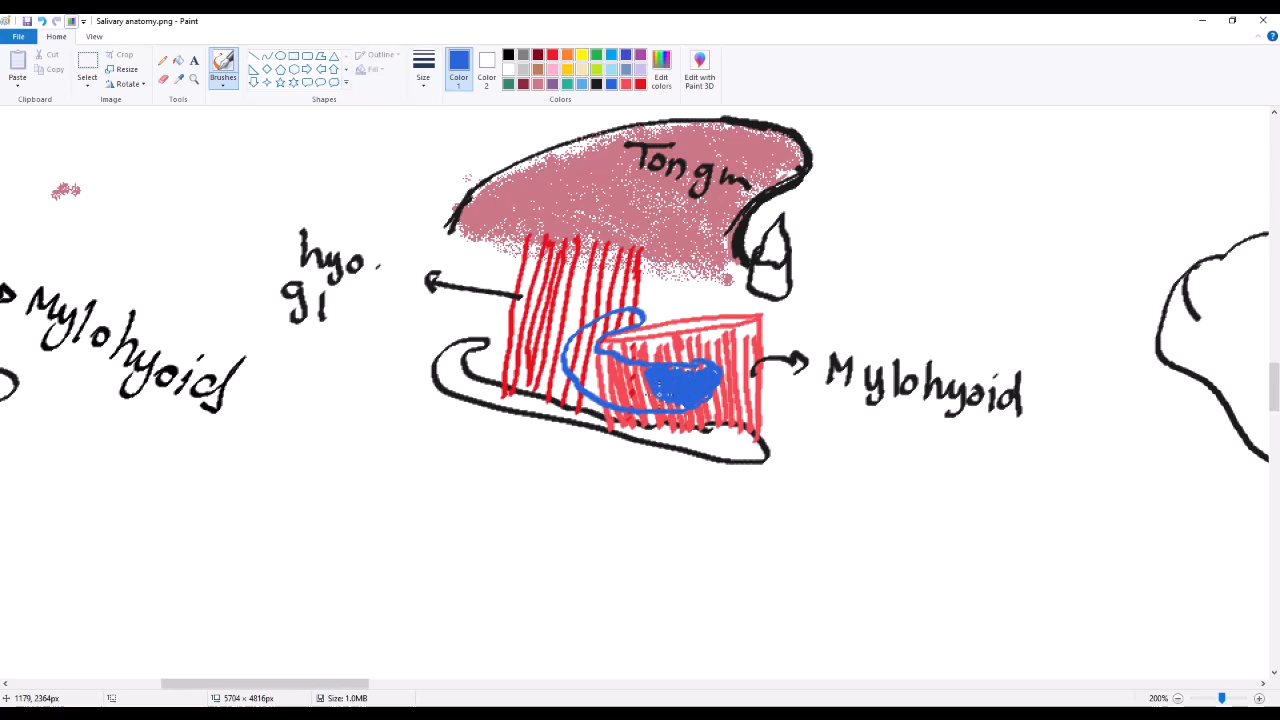 Salivary anatomy.png - Paint
File
Home
View
Paste
Cut
Copy
Clipboard
Select
Crop
Resize
Rotate
Image
A
Tools
Brushes
Outline
Fill
Shapes
Size
Color 1
Color 2
Edit colors
Colors
Edit with Paint 3D
Tong
hyo.
gl
Mylohyoid
Mylohyoid
1179, 2364px
5704 × 4816px
Size: 1.0MB
200%